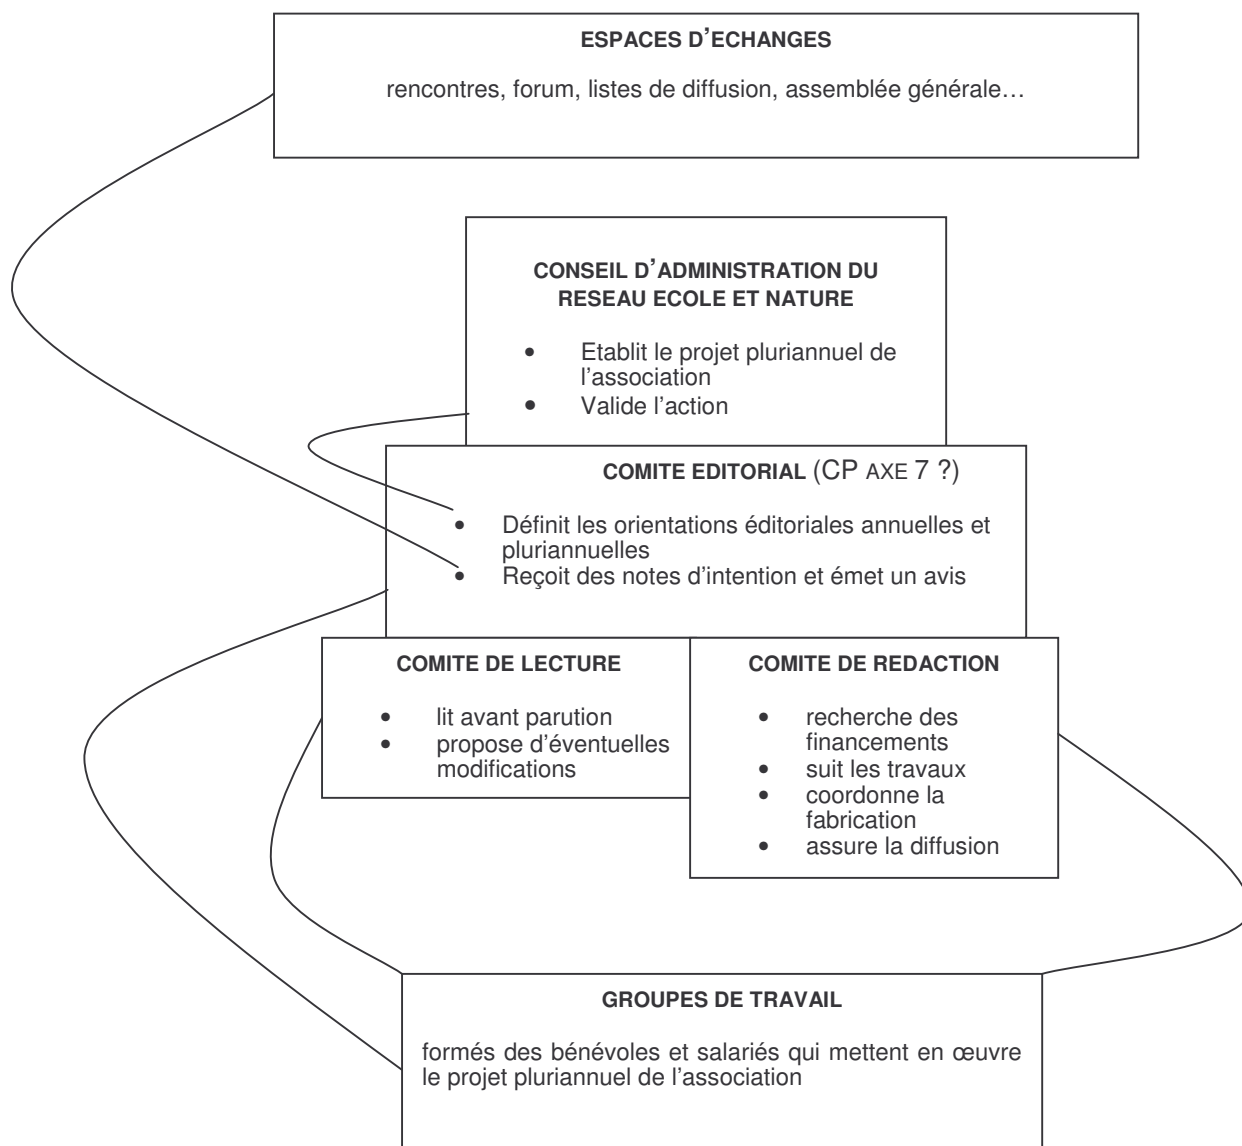 ESPACES D'ECHANGES
rencontres, forum, listes de diffusion, assemblée générale…
CONSEIL D'ADMINISTRATION DU
RESEAU ECOLE ET NATURE
• Etablit le projet pluriannuel de
l'association
• Valide l'action
COMITE EDITORIAL (CP AXE 7 ?)
• Définit les orientations éditoriales annuelles et
pluriannuelles
• Reçoit des notes d'intention et émet un avis
COMITE DE LECTURE
• lit avant parution
• propose d'éventuelles
modifications
COMITE DE REDACTION
• recherche des
financements
• suit les travaux
• coordonne la
fabrication
• assure la diffusion
GROUPES DE TRAVAIL
formés des bénévoles et salariés qui mettent en œuvre
le projet pluriannuel de l'association